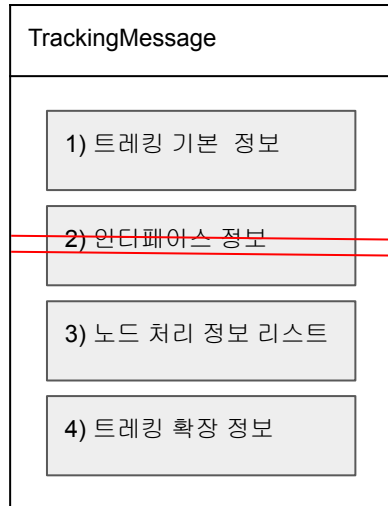 TrackingMessage
1) 트레킹 기본 정보
2) 인터페이스 정보
3) 노드 처리 정보 리스트
4) 트레킹 확장 정보